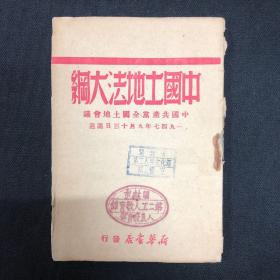 中國土地法大綱
中國共產黨全國土地會議
一九四七年九月十三日通過
新華書店發行